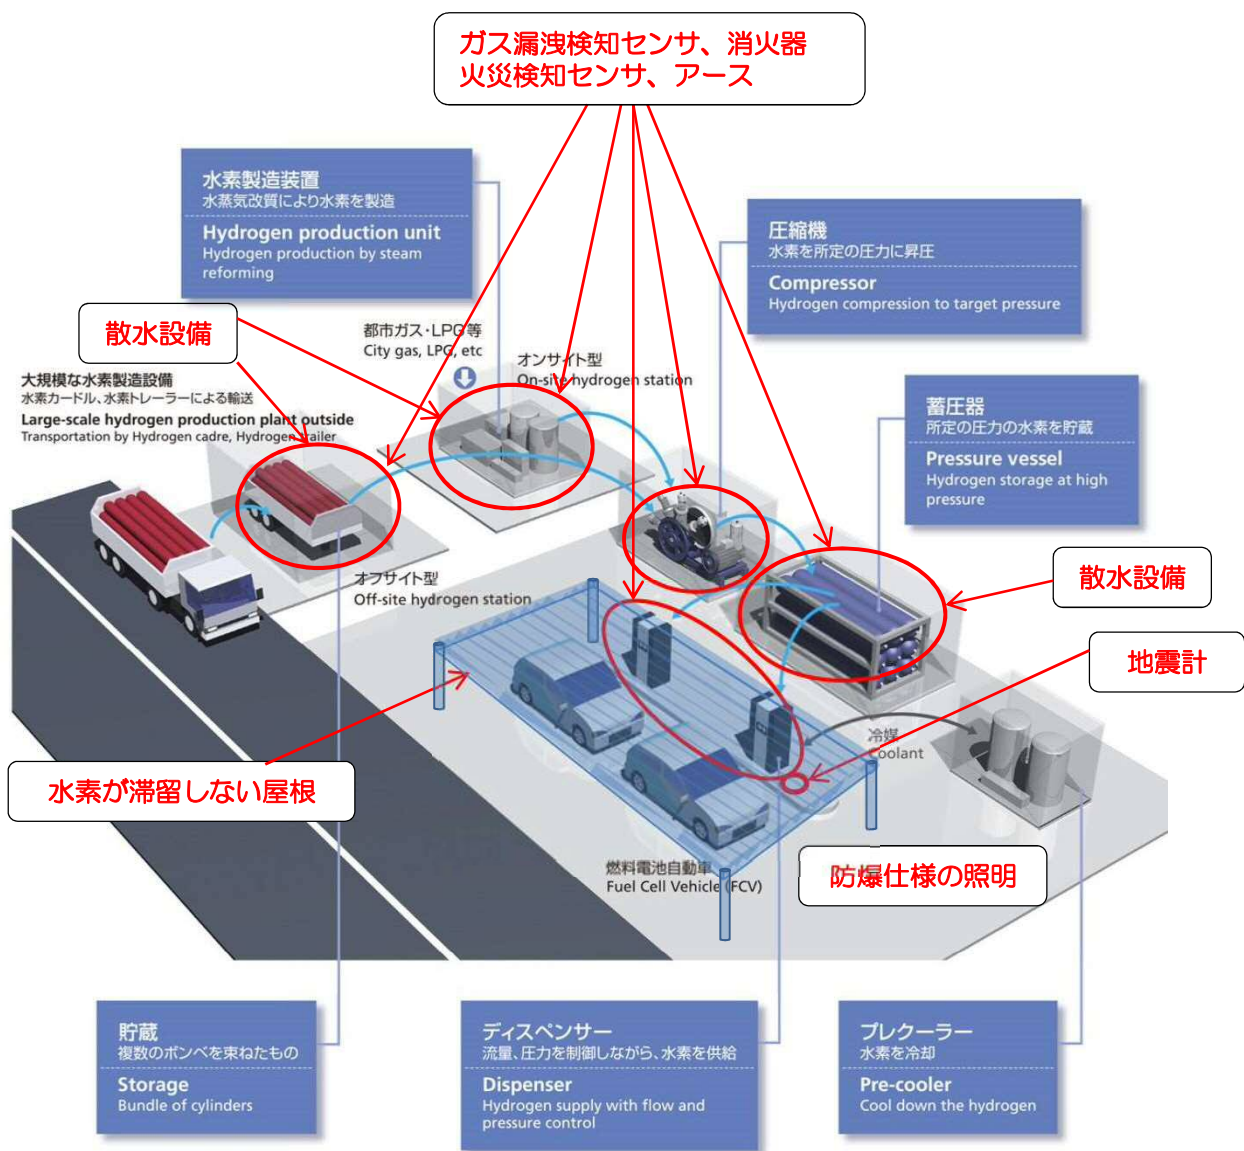 ガス漏洩検知センサ、消火器
火災検知センサ、アース
水素製造装置
水蒸気改質により水素を製造
Hydrogen production unit
Hydrogen production by steam
reforming
圧縮機
水素を所定の圧力に昇圧
Compressor
Hydrogen compression to target pressure
散水設備
都市ガス・LPG等
City gas, LPG, etc
オンサイト型
On-site hydrogen station
大規模な水素製造設備
水素カードル、水素トレーラーによる輸送
Large-scale hydrogen production plant outside
Transportation by Hydrogen cadre, Hydrogen trailer
蓄圧器
所定の圧力の水素を貯蔵
Pressure vessel
Hydrogen storage at high
pressure
オフサイト型
Off-site hydrogen station
散水設備
地震計
冷媒
Coolant
水素が滞留しない屋根
燃料電池自動車
Fuel Cell Vehicle (FCV)
防爆仕様の照明
貯蔵
複数のボンベを束ねたもの
Storage
Bundle of cylinders
ディスペンサー
流量、圧力を制御しながら、水素を供給
Dispenser
Hydrogen supply with flow and
pressure control
プレクーラー
水素を冷却
Pre-cooler
Cool down the hydrogen